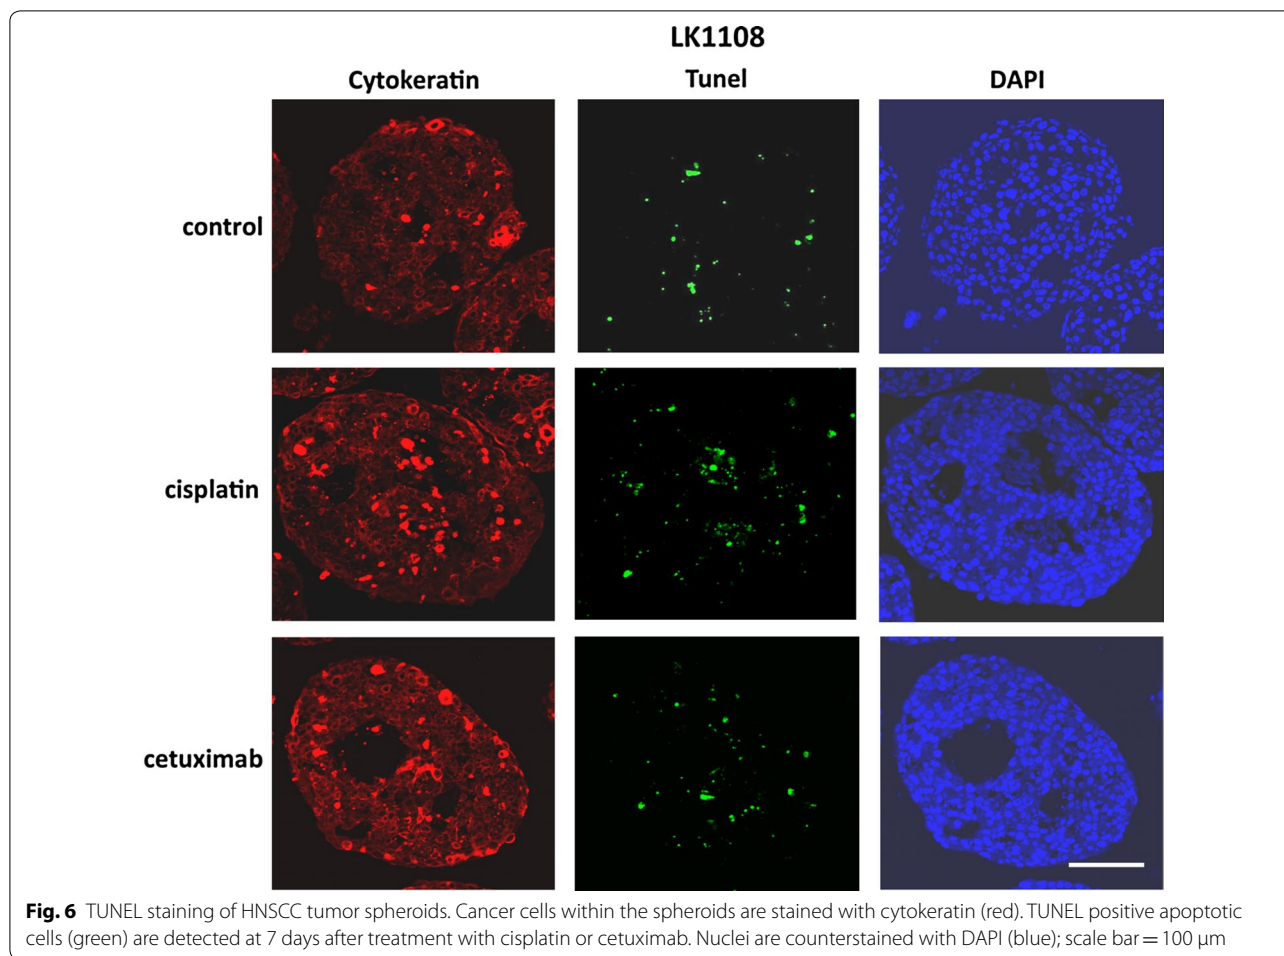 LK1108
Cytokeratin Tunel DAPI
control
cisplatin
cetuximab
Fig. 6 TUNEL staining of HNSCC tumor spheroids. Cancer cells within the spheroids are stained with cytokeratin (red). TUNEL positive apoptotic
cells (green) are detected at 7 days after treatment with cisplatin or cetuximab. Nuclei are counterstained with DAPI (blue); scale bar = 100 μm